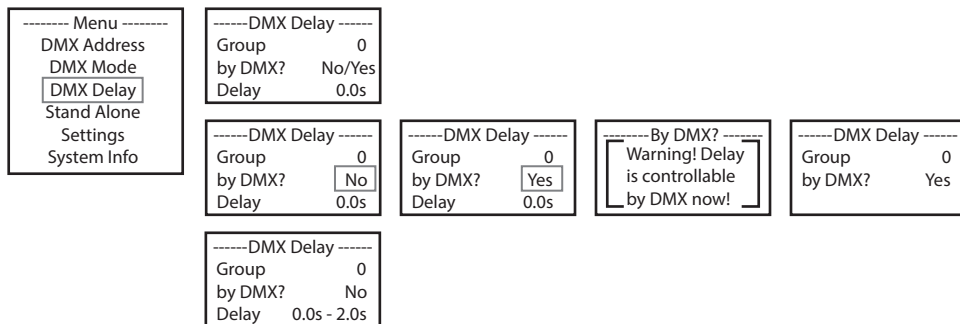 -------- Menu --------
DMX Address
DMX Mode
DMX Delay
Stand Alone
Settings
System Info
------DMX Delay ------
Group 0
by DMX? No/Yes
Delay 0.0s
------DMX Delay ------
Group 0
by DMX? No
Delay 0.0s
------DMX Delay ------
Group 0
by DMX? Yes
Delay 0.0s
--------By DMX? -------
Warning! Delay
is controllable
by DMX now!
------DMX Delay ------
Group 0
by DMX? Yes
------DMX Delay ------
Group 0
by DMX? No
Delay 0.0s - 2.0s